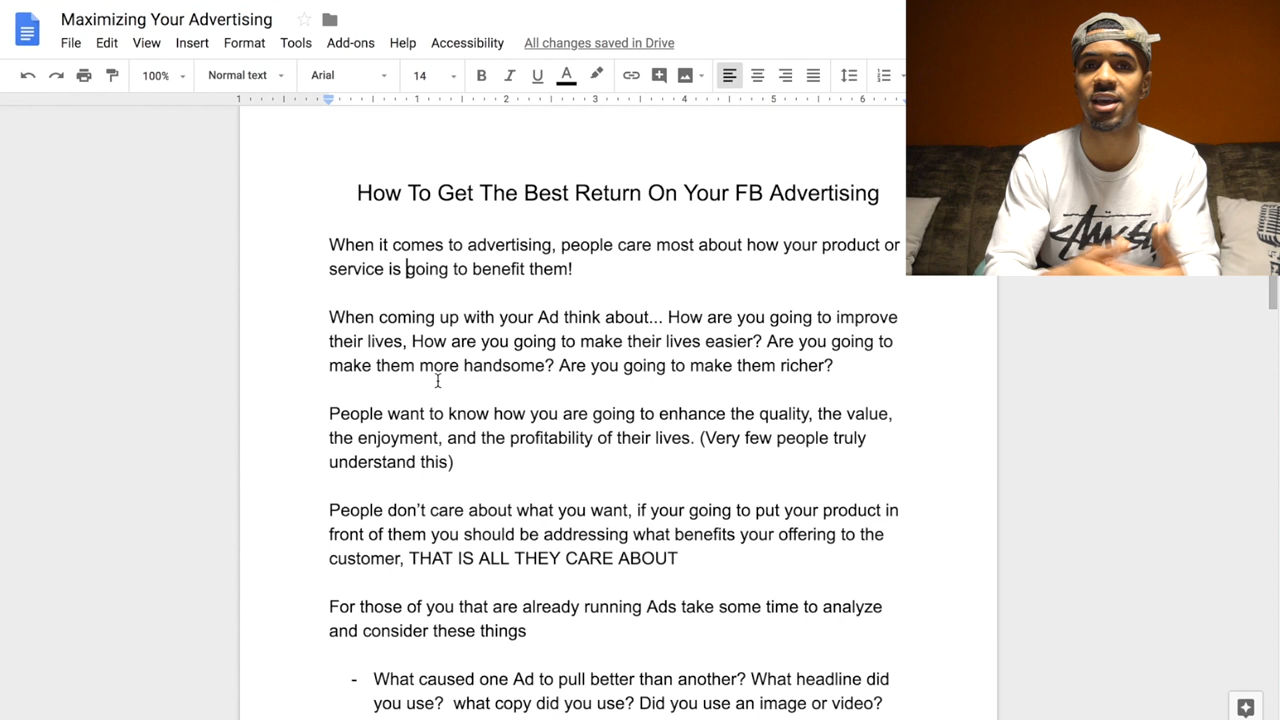 Maximizing Your Advertising
File Edit View Insert Format Tools Add-ons Help Accessibility All changes saved in Drive
100% Normal text Arial 14 B I U A
1 1 2 3 4 5 6
How To Get The Best Return On Your FB Advertising
When it comes to advertising, people care most about how your product or
service is going to benefit them!
When coming up with your Ad think about... How are you going to improve
their lives, How are you going to make their lives easier? Are you going to
make them more handsome? Are you going to make them richer?
People want to know how you are going to enhance the quality, the value,
the enjoyment, and the profitability of their lives. (Very few people truly
understand this)
People don’t care about what you want, if your going to put your product in
front of them you should be addressing what benefits your offering to the
customer, THAT IS ALL THEY CARE ABOUT
For those of you that are already running Ads take some time to analyze
and consider these things
- What caused one Ad to pull better than another? What headline did
you use?  what copy did you use? Did you use an image or video?